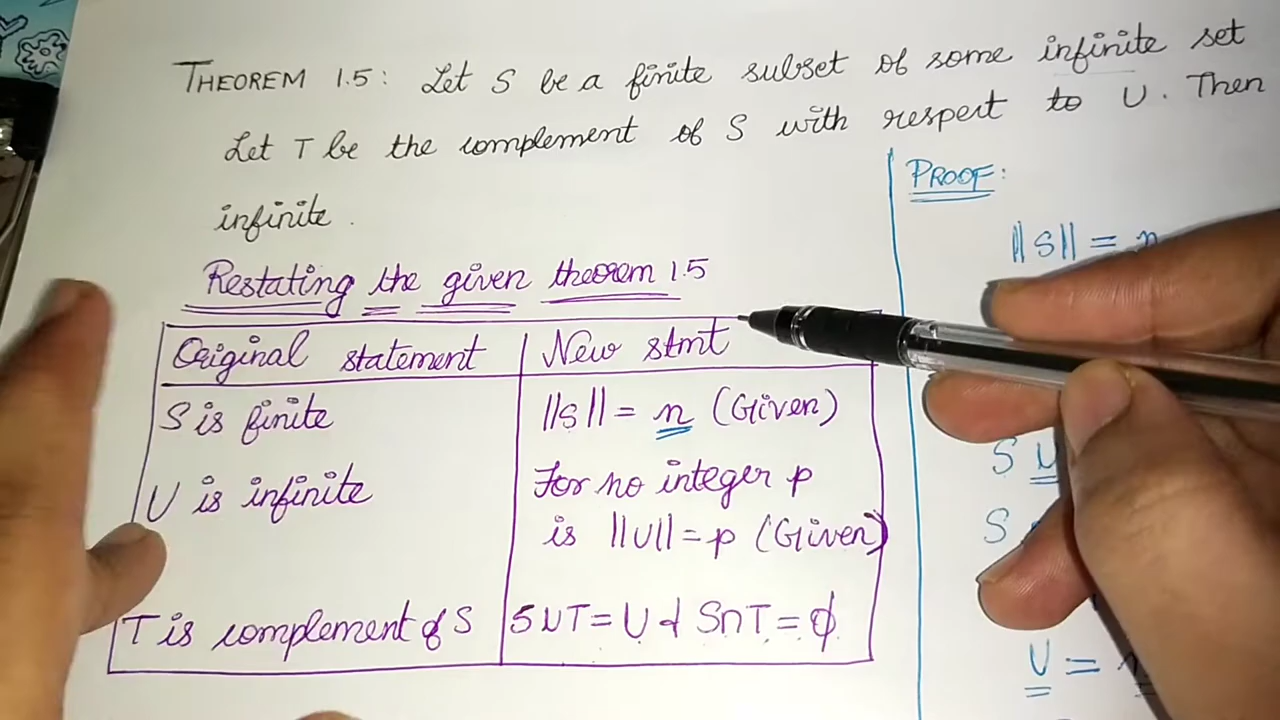 THEOREM 1.5: Let S be a finite subset of some infinite set
Let T be the complement of S with respect to U. Then
infinite.
Restating the given theorem 1.5
Original statement New stmt
S is finite ||S|| = n (Given)
U is infinite For no integer p
is ||U|| = p (Given)
T is complement of S S∪T = U & S∩T = ϕ
PROOF:
||S|| = n
S U
S
U =